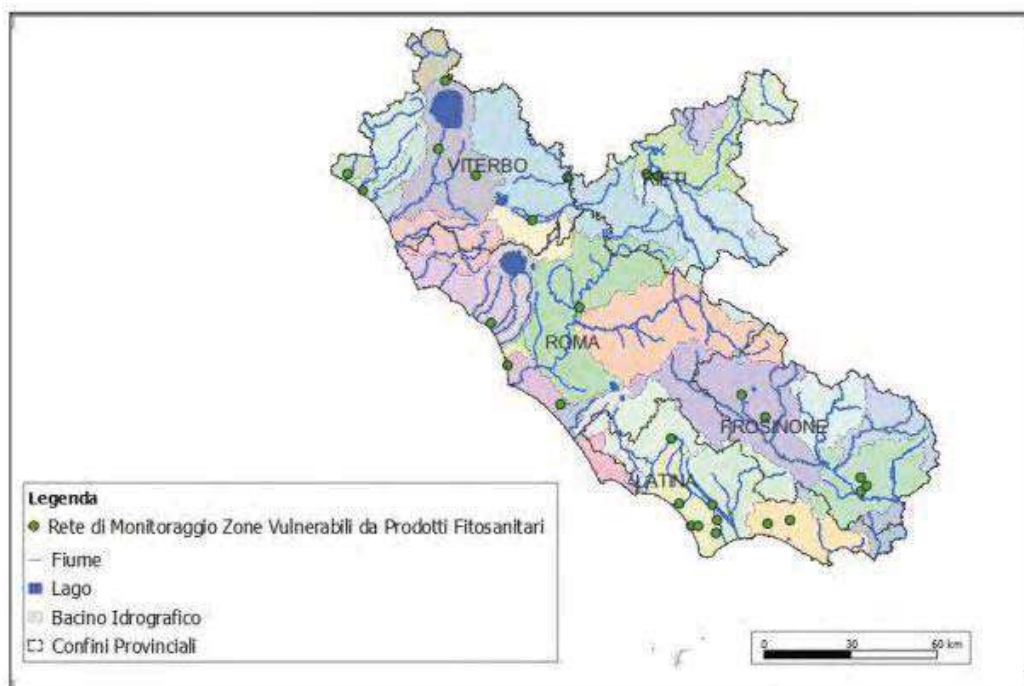 VITERBO
RIETI
ROMA
FROSINONE
LATINA
Legenda
Rete di Monitoraggio Zone Vulnerabili da Prodotti Fitosanitari
Fiume
Lago
Bacino Idrografico
Confini Provinciali
0 30 60 km